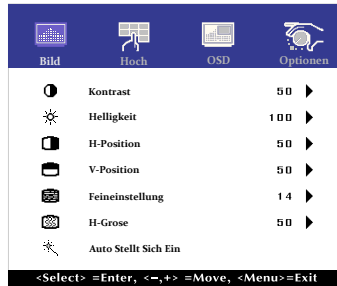 Bild Hoch OSD Optionen
Kontrast 50
Helligkeit 100
H-Position 50
V-Position 50
Feineinstellung 14
H-Grose 50
Auto Stellt Sich Ein
<Select> =Enter, <–,+> =Move, <Menu>=Exit